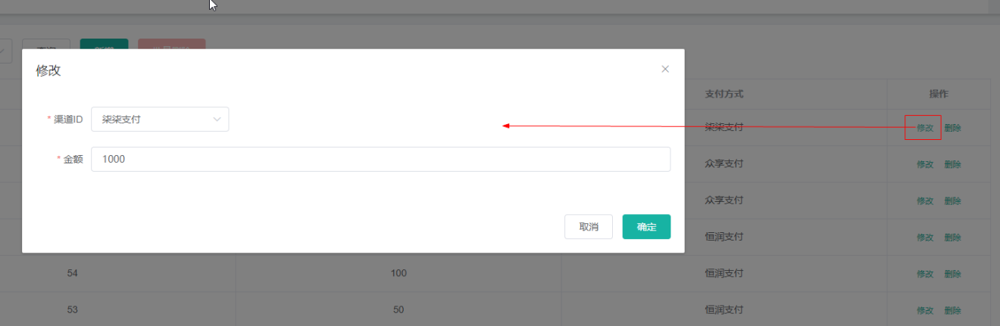 修改
* 渠道ID 柒柒支付
* 金额 1000
取消 确定
支付方式 操作
柒柒支付 修改 删除
众享支付 修改 删除
众享支付 修改 删除
恒润支付 修改 删除
54 100 恒润支付 修改 删除
53 50 恒润支付 修改 删除